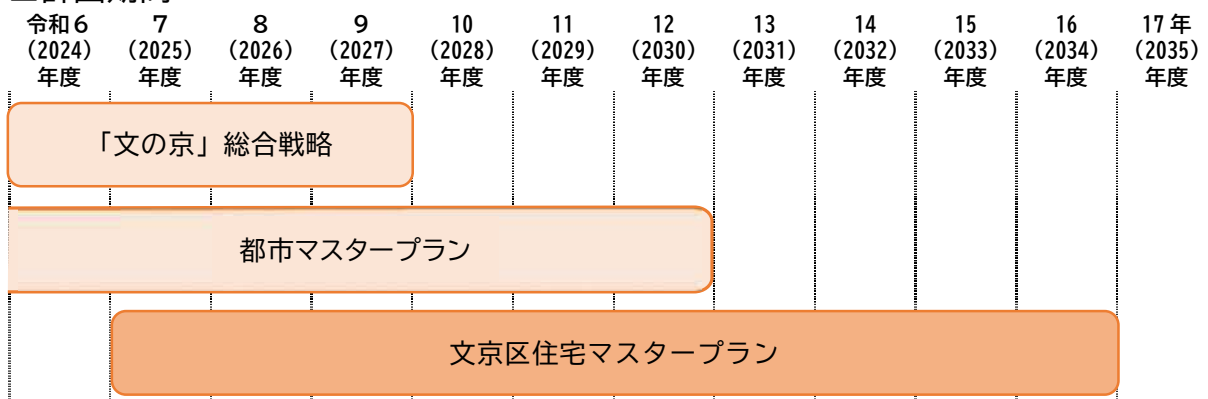 令和6 7 8 9 10 11 12 13 14 15 16 17年
(2024) (2025) (2026) (2027) (2028) (2029) (2030) (2031) (2032) (2033) (2034) (2035)
年度 年度 年度 年度 年度 年度 年度 年度 年度 年度 年度 年度
「文の京」総合戦略
都市マスタープラン
文京区住宅マスタープラン